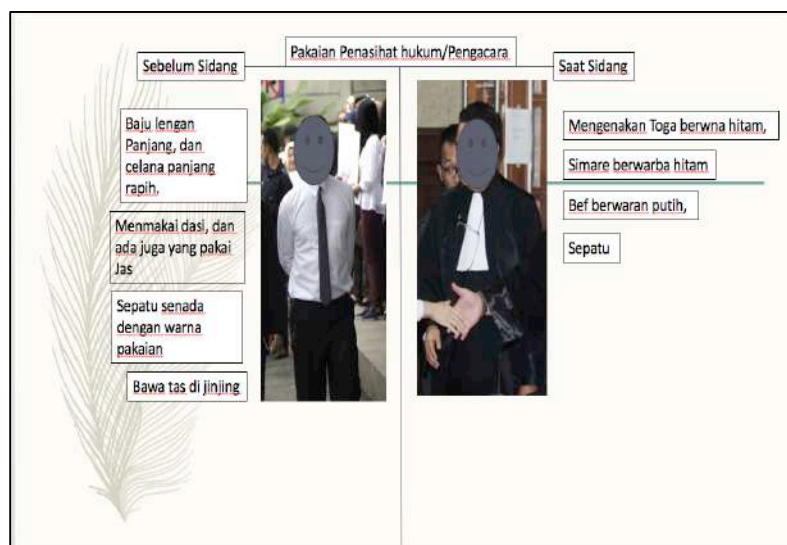 Pakaian Penasihat hukum/Pengacara
Sebelum Sidang
Baju lengan
Panjang, dan
celana panjang
rapih.
Menmakai dasi, dan
ada juga yang pakai
Jas
Sepatu senada
dengan warna
pakaian
Bawa tas di jinjing
Saat Sidang
Mengenakan Toga berwna hitam,
Simare berwarba hitam
Bef berwaran putih,
Sepatu